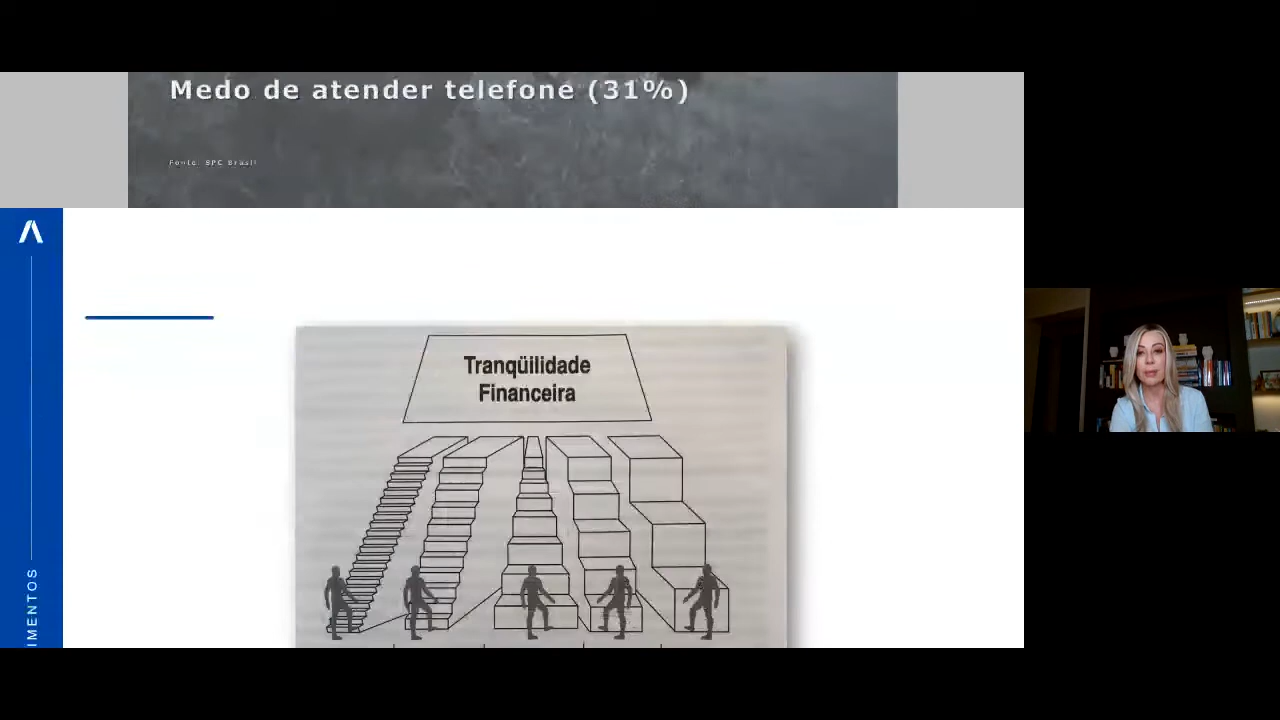 Medo de atender telefone (31%)
Fonte: SPC Brasil
Tranqüilidade
Financeira
IMENTOS